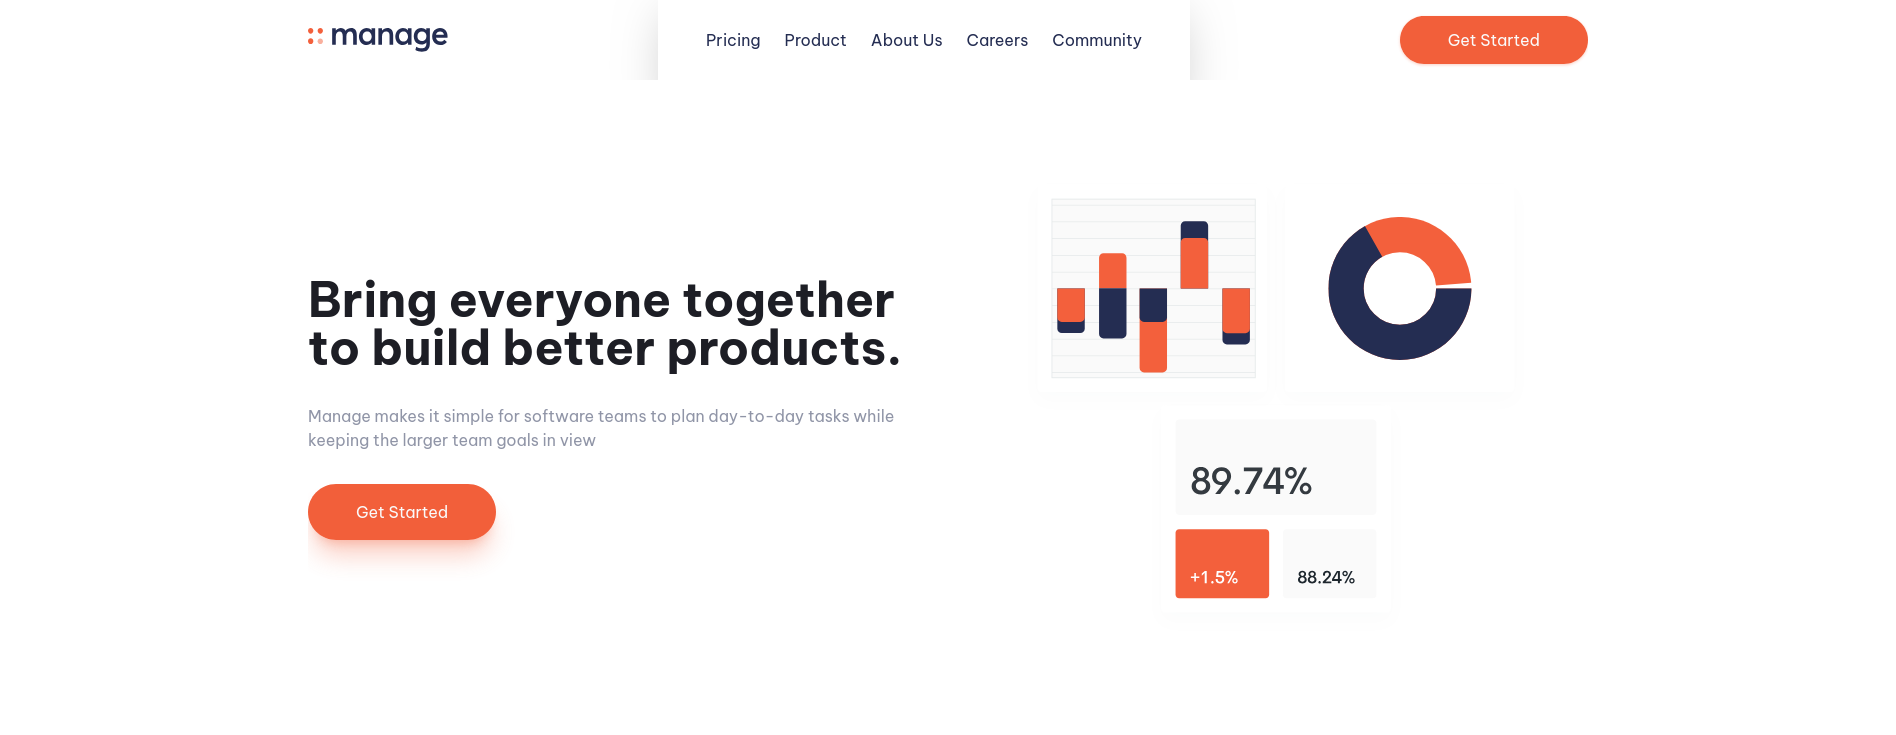 manage
Pricing Product About Us Careers Community
Get Started
Bring everyone together
to build better products.
Manage makes it simple for software teams to plan day-to-day tasks while
keeping the larger team goals in view
Get Started
89.74%
+1.5% 88.24%